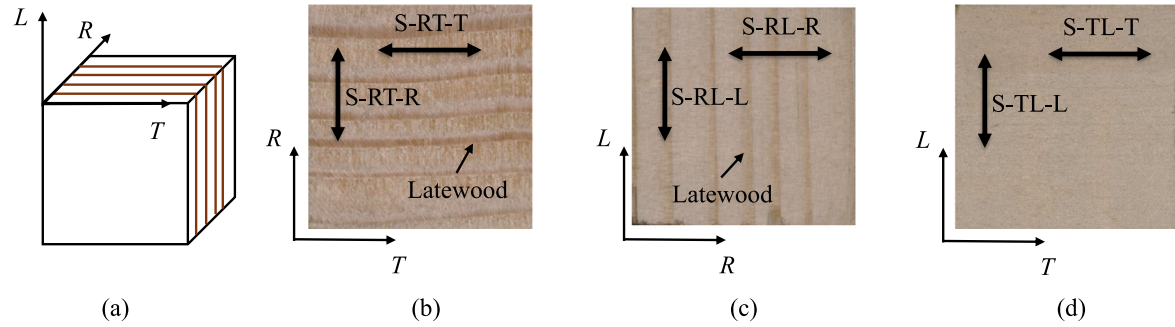 L
R
T
(a)
S-RT-T
S-RT-R
R
Latewood
T
(b)
S-RL-R
S-RL-L
L
Latewood
R
(c)
S-TL-T
S-TL-L
L
T
(d)